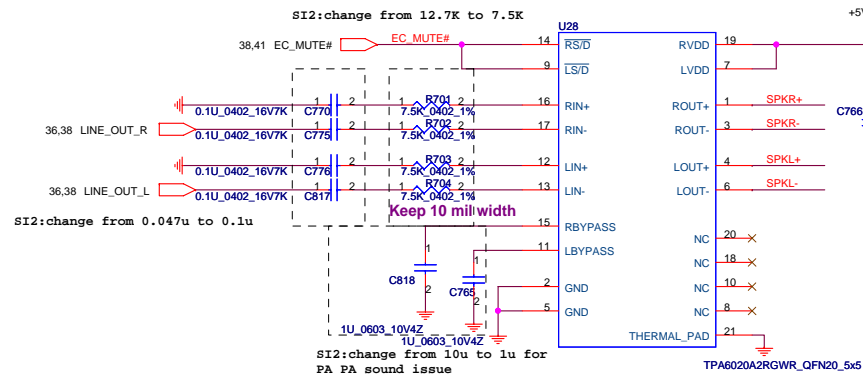 SI2:change from 12.7K to 7.5K
+5V
U28
38,41 EC_MUTE# EC_MUTE# 14 RS/D RVDD 19
9 LS/D LVDD 7
0.1U_0402_16V7K 1 C770 2 1 R701 2 7.5K_0402_1% 16 RIN+ ROUT+ 1 SPKR+
C766
36,38 LINE_OUT_R 0.1U_0402_16V7K 1 C775 2 1 R702 2 7.5K_0402_1% 17 RIN- ROUT- 3 SPKR-
0.1U_0402_16V7K 1 C776 2 1 R703 2 7.5K_0402_1% 12 LIN+ LOUT+ 4 SPKL+
36,38 LINE_OUT_L 0.1U_0402_16V7K 1 C817 2 1 R704 2 7.5K_0402_1% 13 LIN- LOUT- 6 SPKL-
Keep 10 mil width
SI2:change from 0.047u to 0.1u
15 RBYPASS
NC 20
11 LBYPASS
NC 18
1 C818 2
1 C765 2
2 GND NC 10
5 GND NC 8
1U_0603_10V4Z
THERMAL_PAD 21
1U_0603_10V4Z
SI2:change from 10u to 1u for
PA PA sound issue
TPA6020A2RGWR_QFN20_5x5